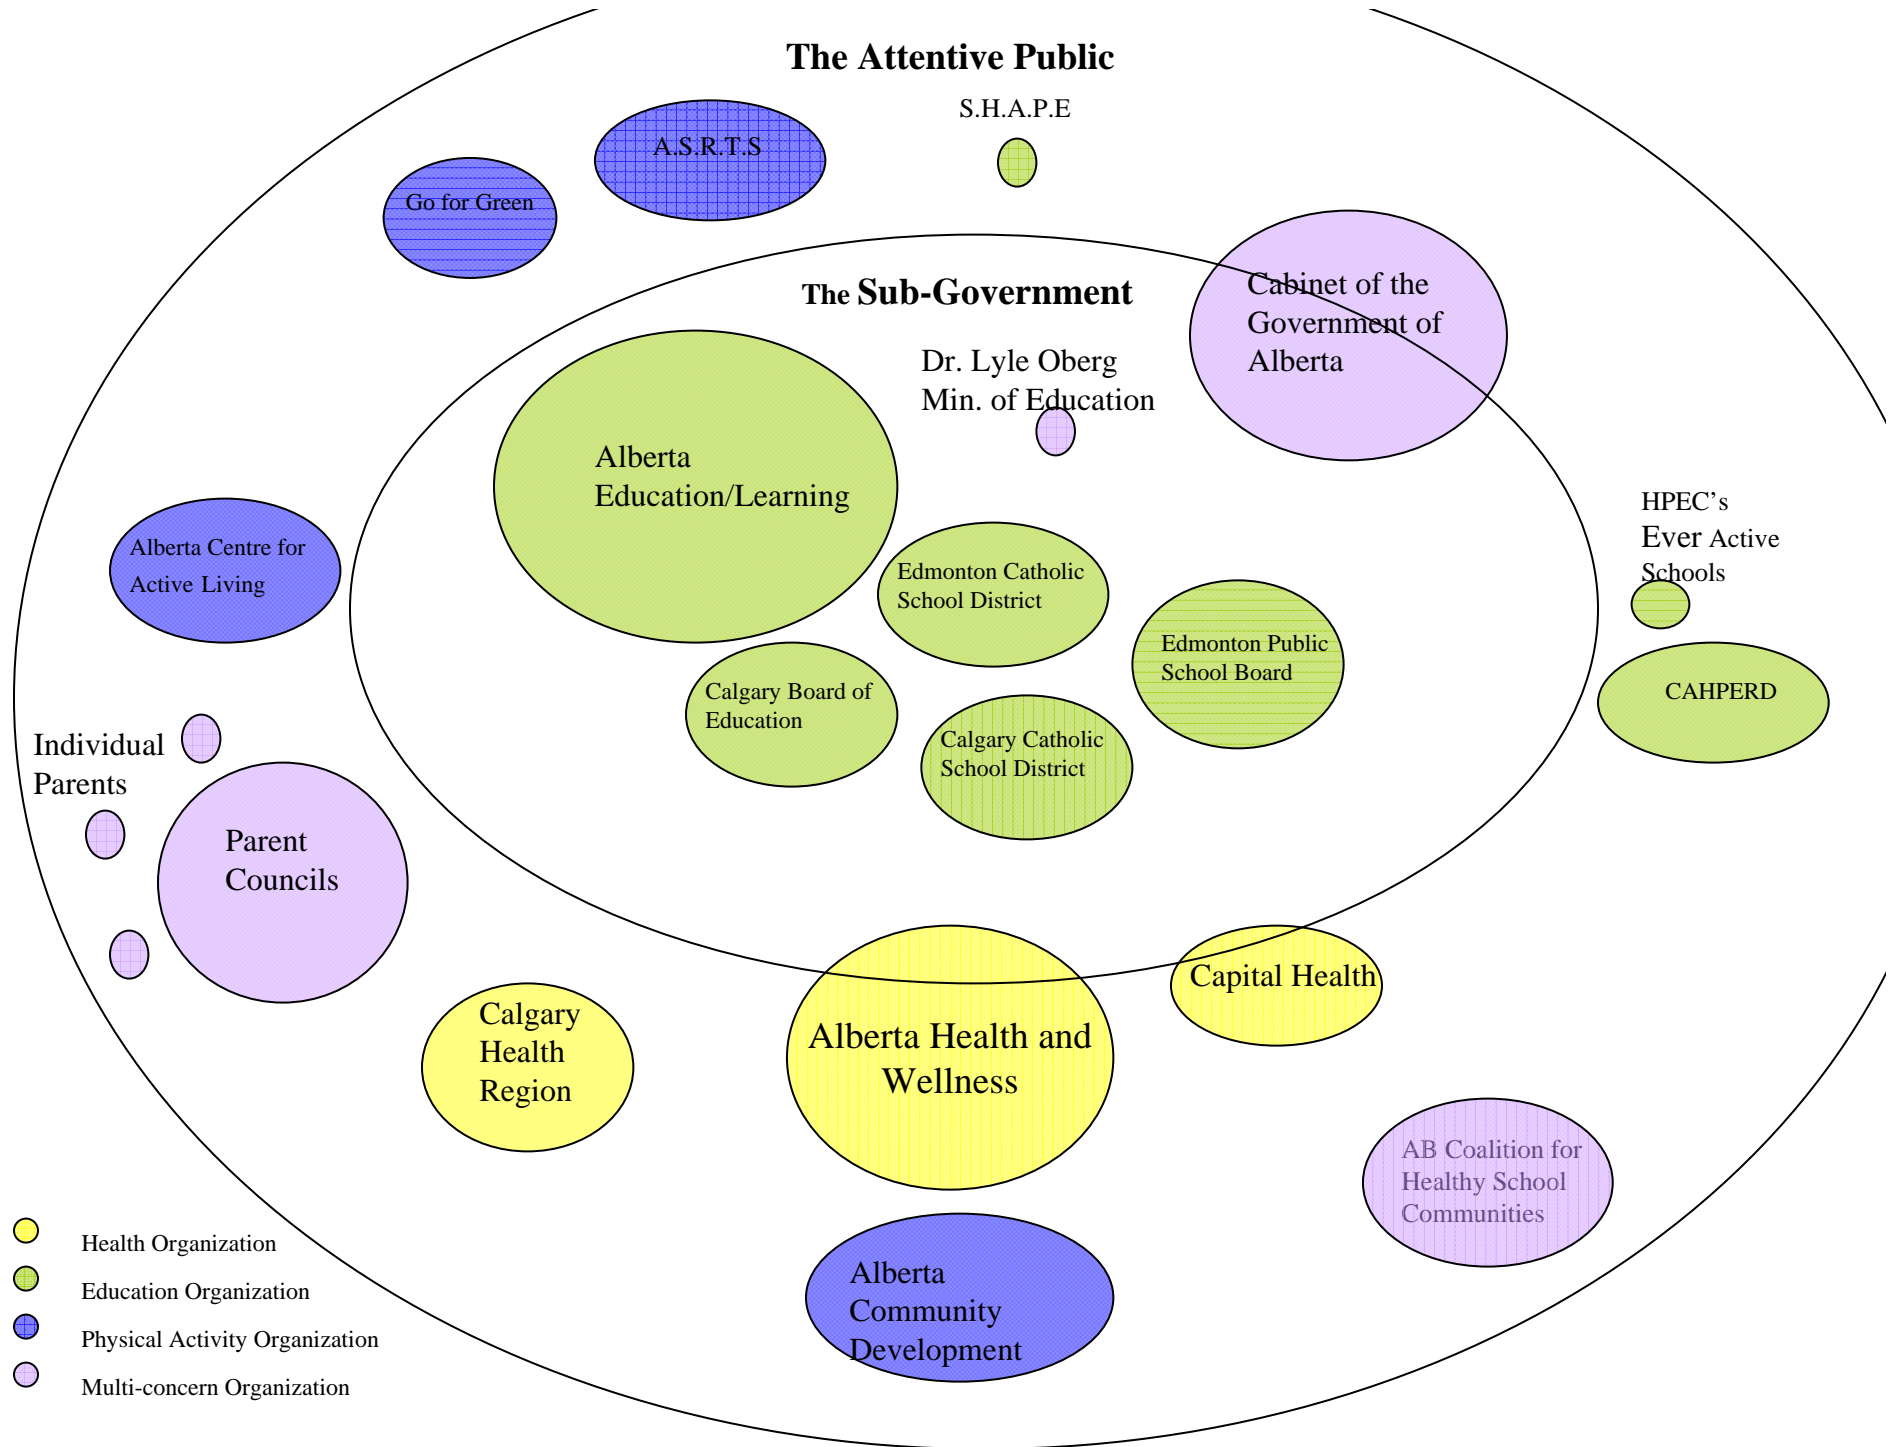 The Attentive Public
S.H.A.P.E
A.S.R.T.S
Go for Green
The Sub-Government
Cabinet of the
Government of
Alberta
Dr. Lyle Oberg
Min. of Education
Alberta
Education/Learning
HPEC’s
Ever Active
Schools
Alberta Centre for
Active Living
Edmonton Catholic
School District
Edmonton Public
School Board
CAHPERD
Calgary Board of
Education
Calgary Catholic
School District
Individual
Parents
Parent
Councils
Capital Health
Calgary
Health
Region
Alberta Health and
Wellness
AB Coalition for
Healthy School
Communities
Alberta
Community
Development
Health Organization
Education Organization
Physical Activity Organization
Multi-concern Organization